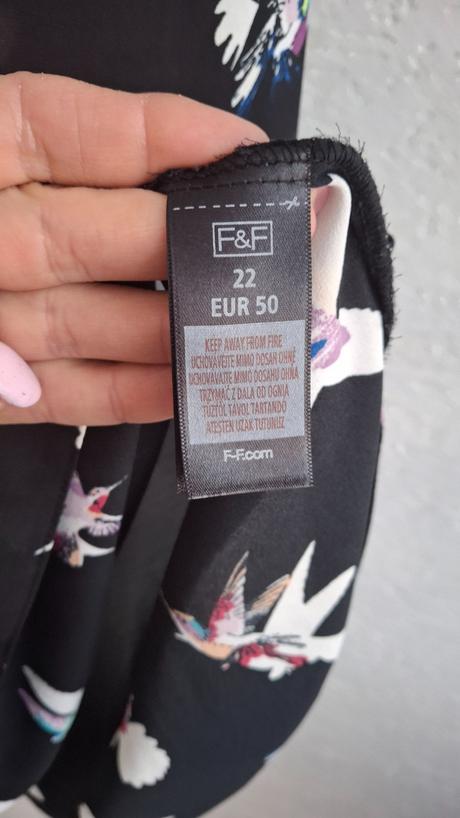 F&F
22
EUR 50
KEEP AWAY FROM FIRE
UCHOVÁVEJTE MIMO DOSAH OHNĚ
UCHOVÁVAJTE MIMO DOSAHU OHŇA
TRZYMAĆ Z DALA OD OGNIA
TŰZTŐL TÁVOL TARTANDÓ
ATEŞTEN UZAK TUTUNUZ
F-F.com